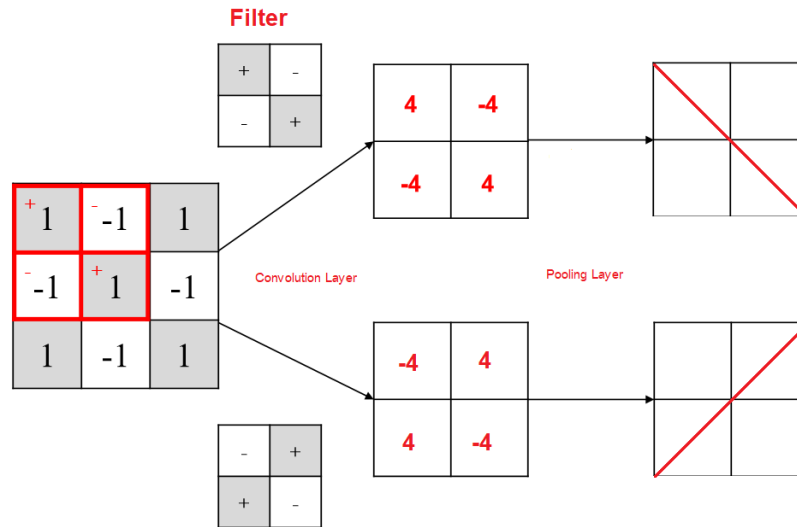 Filter
+ -
- +
4 -4
-4 4
+ 1 - -1 1
- -1 + 1 -1
1 -1 1
Convolution Layer
Pooling Layer
-4 4
4 -4
- +
+ -